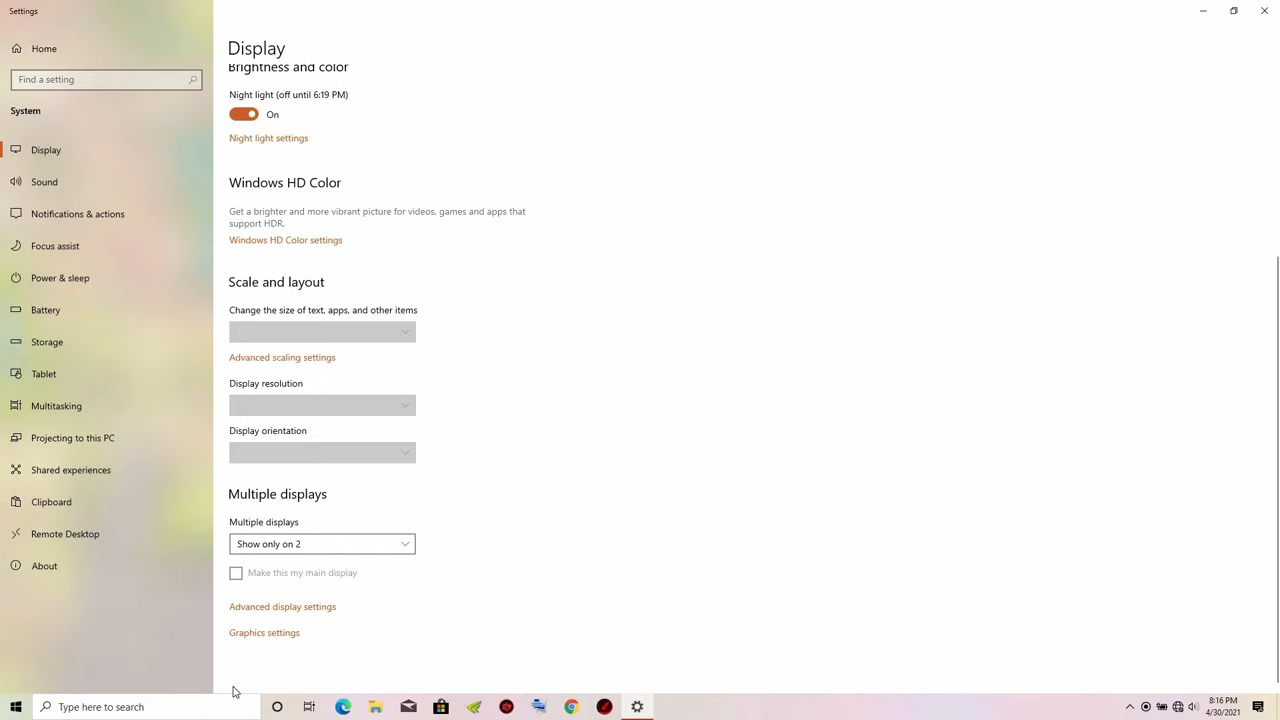 Settings
Home
Find a setting
System
Display
Sound
Notifications & actions
Focus assist
Power & sleep
Battery
Storage
Tablet
Multitasking
Projecting to this PC
Shared experiences
Clipboard
Remote Desktop
About
Display
Brightness and color
Night light (off until 6:19 PM)
On
Night light settings
Windows HD Color
Get a brighter and more vibrant picture for videos, games and apps that
support HDR.
Windows HD Color settings
Scale and layout
Change the size of text, apps, and other items
Advanced scaling settings
Display resolution
Display orientation
Multiple displays
Multiple displays
Show only on 2
Make this my main display
Advanced display settings
Graphics settings
Type here to search
8:16 PM
4/30/2021